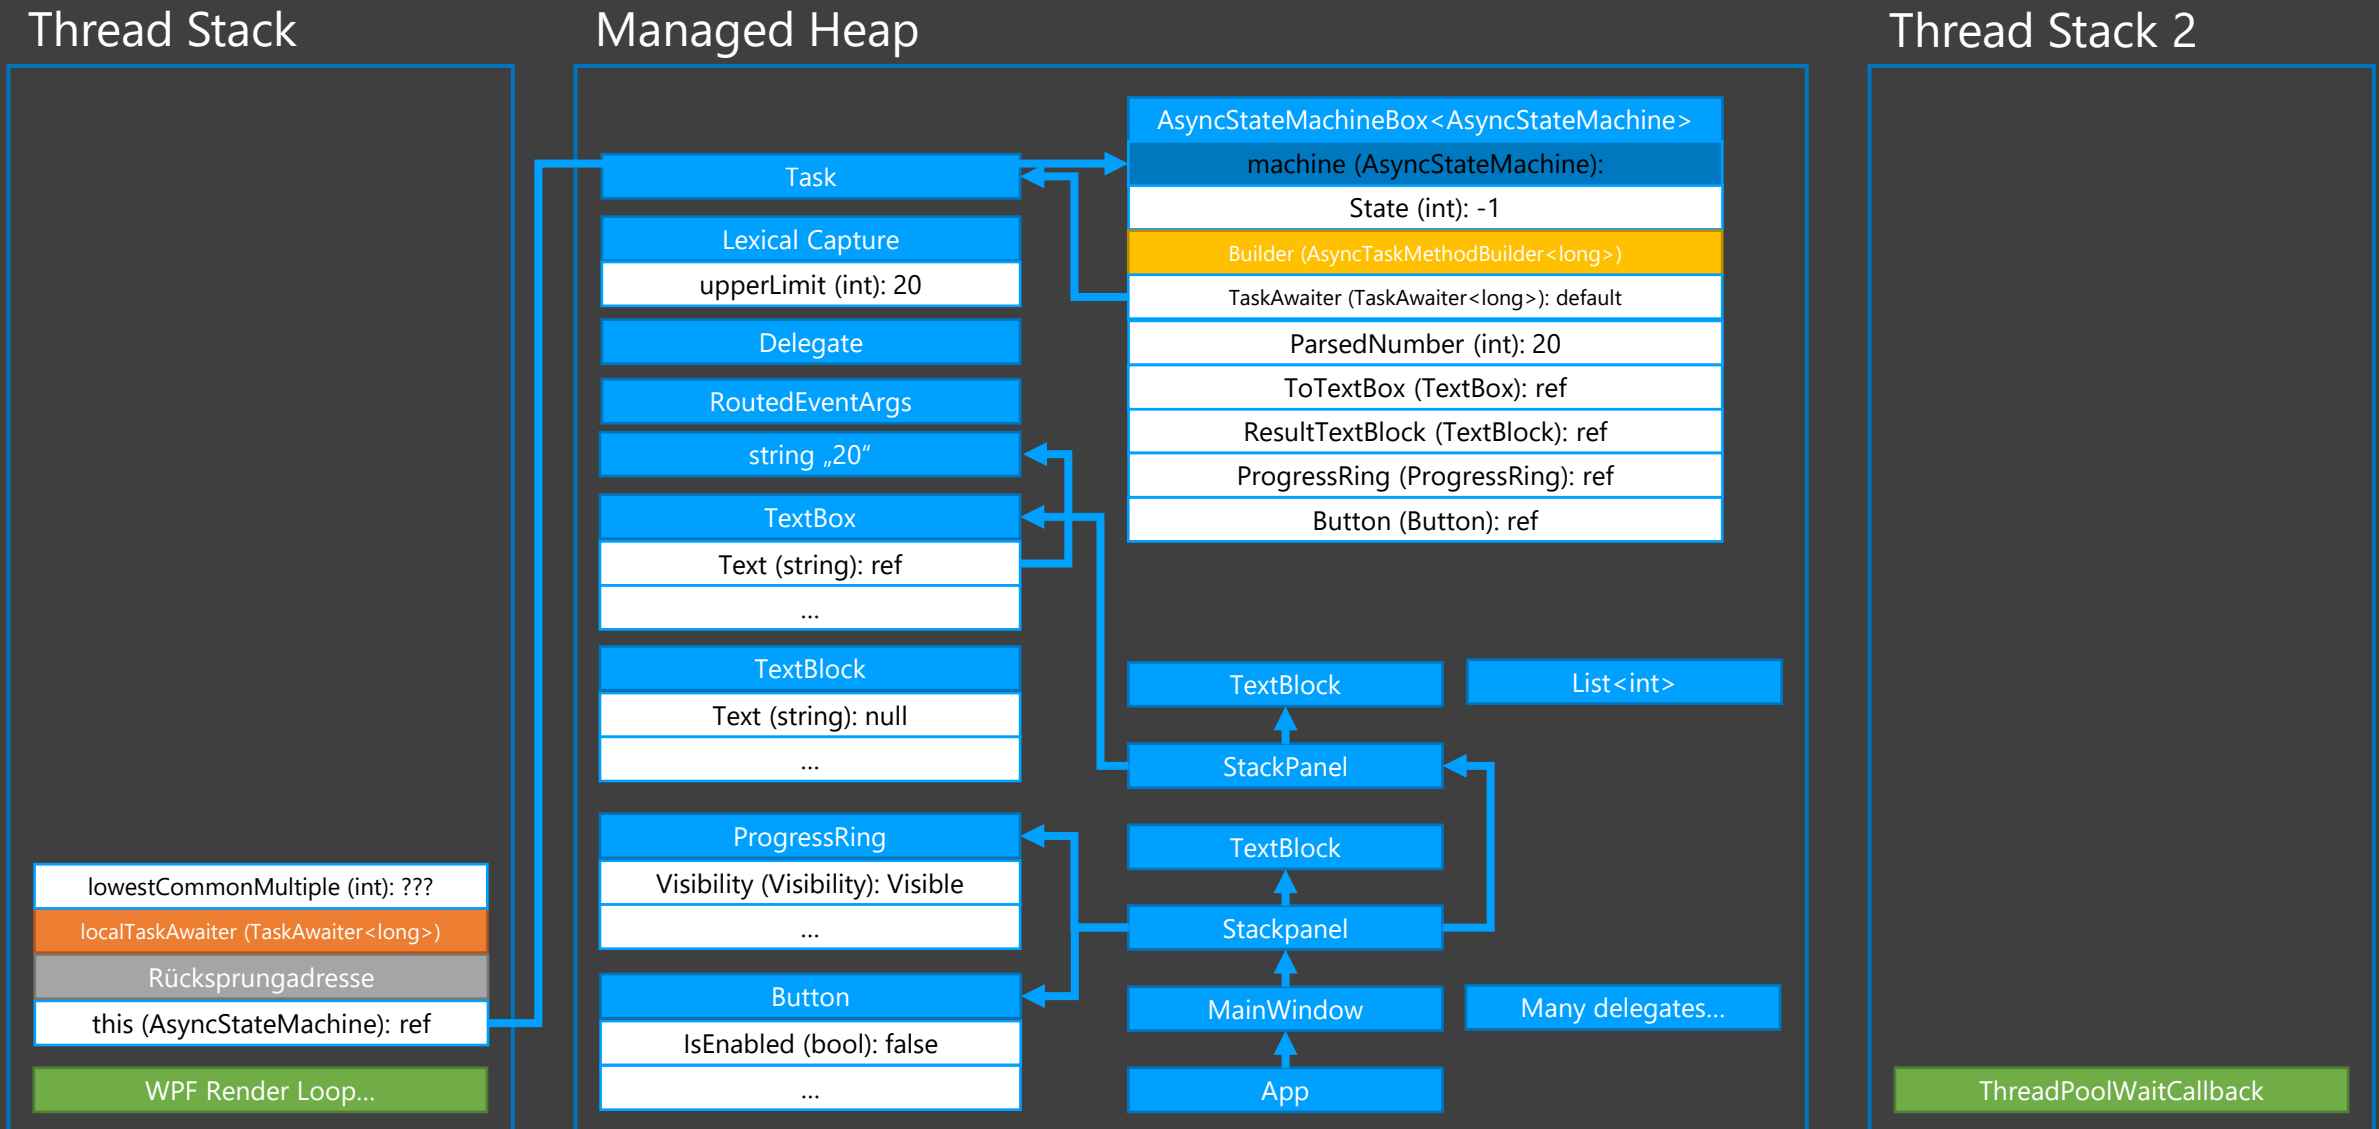 Thread Stack
lowestCommonMultiple (int): ???
localTaskAwaiter (TaskAwaiter<long>)
Rücksprungadresse
this (AsyncStateMachine): ref
WPF Render Loop...
Managed Heap
Task
Lexical Capture
upperLimit (int): 20
Delegate
RoutedEventArgs
string „20“
TextBox
Text (string): ref
...
TextBlock
Text (string): null
...
ProgressRing
Visibility (Visibility): Visible
...
Button
IsEnabled (bool): false
...
AsyncStateMachineBox<AsyncStateMachine>
machine (AsyncStateMachine):
State (int): -1
Builder (AsyncTaskMethodBuilder<long>)
TaskAwaiter (TaskAwaiter<long>): default
ParsedNumber (int): 20
ToTextBox (TextBox): ref
ResultTextBlock (TextBlock): ref
ProgressRing (ProgressRing): ref
Button (Button): ref
TextBlock
List<int>
StackPanel
TextBlock
Stackpanel
MainWindow
Many delegates...
App
Thread Stack 2
ThreadPoolWaitCallback